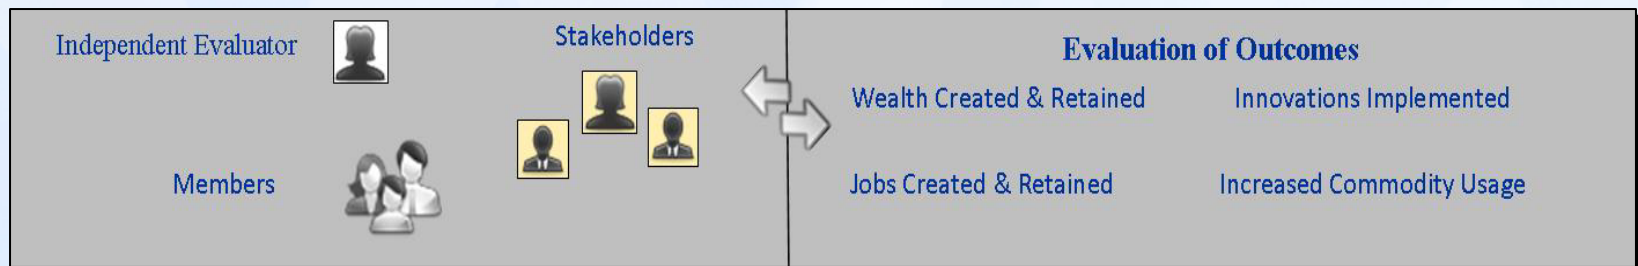 Independent Evaluator
Stakeholders
Members
Evaluation of Outcomes
Wealth Created & Retained
Innovations Implemented
Jobs Created & Retained
Increased Commodity Usage